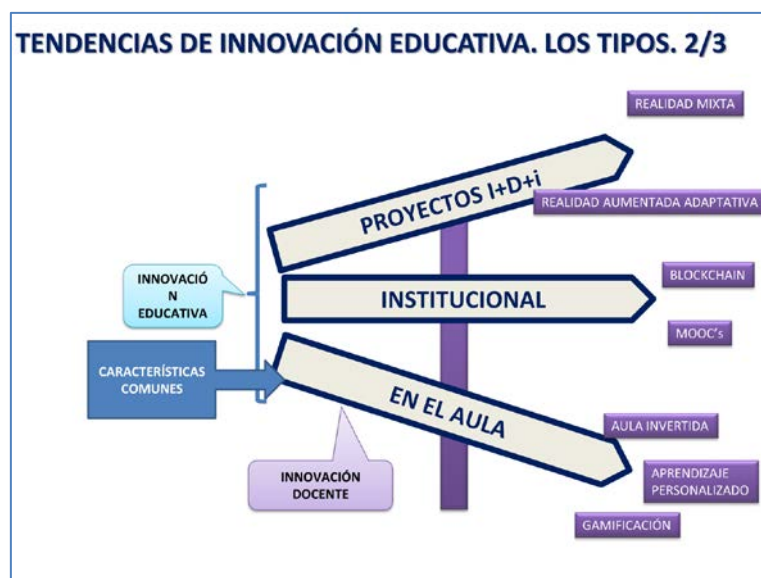 TENDENCIAS DE INNOVACIÓN EDUCATIVA. LOS TIPOS. 2/3
REALIDAD MIXTA
PROYECTOS I+D+i
REALIDAD AUMENTADA ADAPTATIVA
INNOVACIÓ
N
EDUCATIVA
INSTITUCIONAL
BLOCKCHAIN
MOOC's
CARACTERÍSTICAS
COMUNES
EN EL AULA
AULA INVERTIDA
INNOVACIÓN
DOCENTE
APRENDIZAJE
PERSONALIZADO
GAMIFICACIÓN